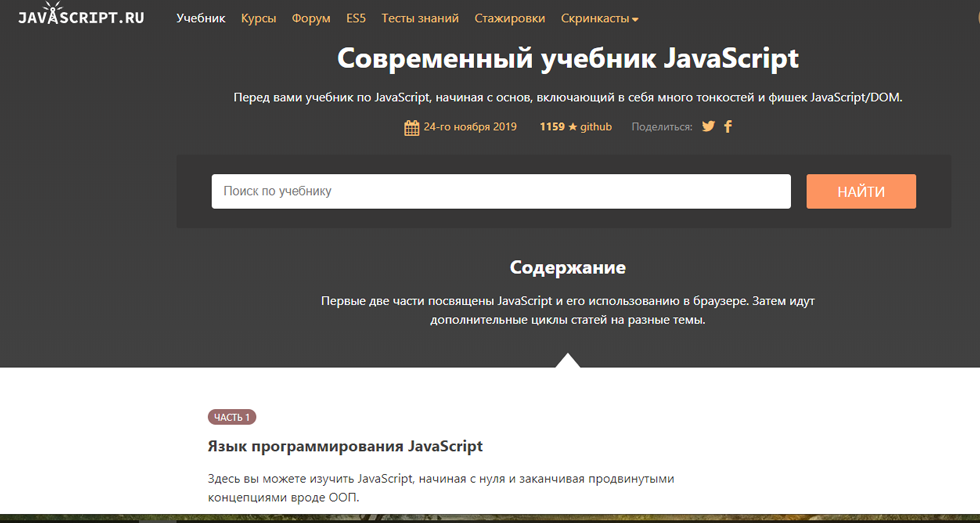 JAVASCRIPT.RU Учебник Курсы Форум ES5 Тесты знаний Стажировки Скринкасты
Современный учебник JavaScript
Перед вами учебник по JavaScript, начиная с основ, включающий в себя много тонкостей и фишек JavaScript/DOM.
24-го ноября 2019 1159 ★ github Поделиться:
Поиск по учебнику НАЙТИ
Содержание
Первые две части посвящены JavaScript и его использованию в браузере. Затем идут
дополнительные циклы статей на разные темы.
ЧАСТЬ 1
Язык программирования JavaScript
Здесь вы можете изучить JavaScript, начиная с нуля и заканчивая продвинутыми
концепциями вроде ООП.